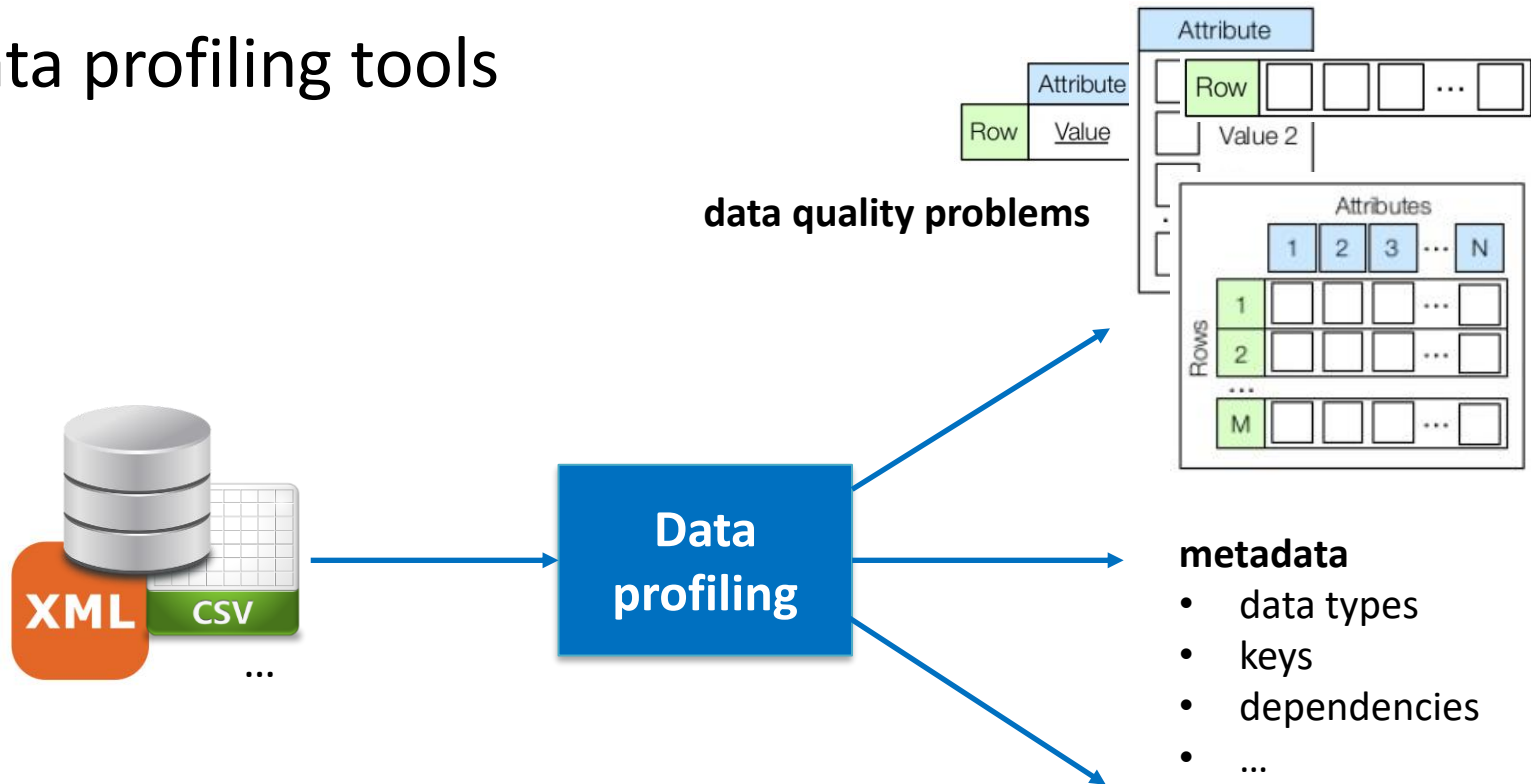 ta profiling tools
Attribute
Row
Value
Attribute
Row ...
Value 2
data quality problems
Attributes
1 2 3 ... N
Rows
1 ...
2 ...
...
M ...
XML
CSV
...
Data
profiling
metadata
• data types
• keys
• dependencies
• ...